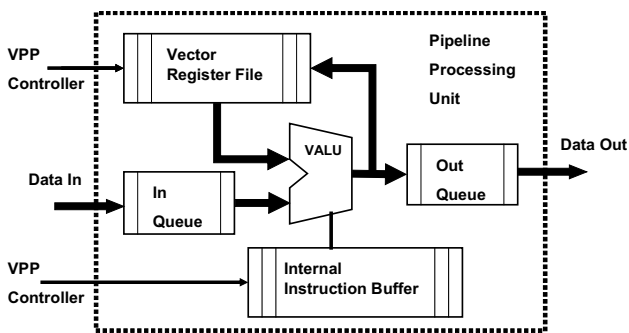 VPP
Controller
Vector
Register File
Pipeline
Processing
Unit
VALU
Data Out
Data In
In
Queue
Out
Queue
VPP
Controller
Internal
Instruction Buffer